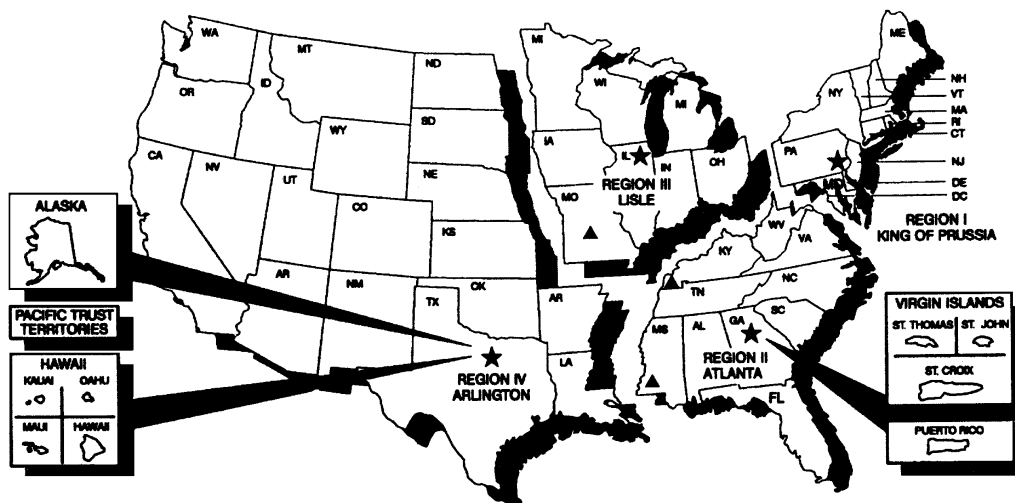 WA
MT
ND
MI
ME
OR
ID
WI
MI
NY
NH
VT
MA
RI
CT
SD
WY
IA
IL
IN
OH
PA
NJ
CA
NV
UT
NE
CO
MO
REGION III
LISLE
MD
DE
DC
REGION I
KING OF PRUSSIA
ALASKA
KS
KY
WV
VA
AR
NM
TX
OK
AR
TN
NC
PACIFIC TRUST
TERRITORIES
MS
AL
GA
SC
VIRGIN ISLANDS
ST. THOMAS
ST. JOHN
HAWAII
KAUAI
OAHU
LA
REGION IV
ARLINGTON
REGION II
ATLANTA
FL
ST. CROIX
MAUI
HAWAII
PUERTO RICO